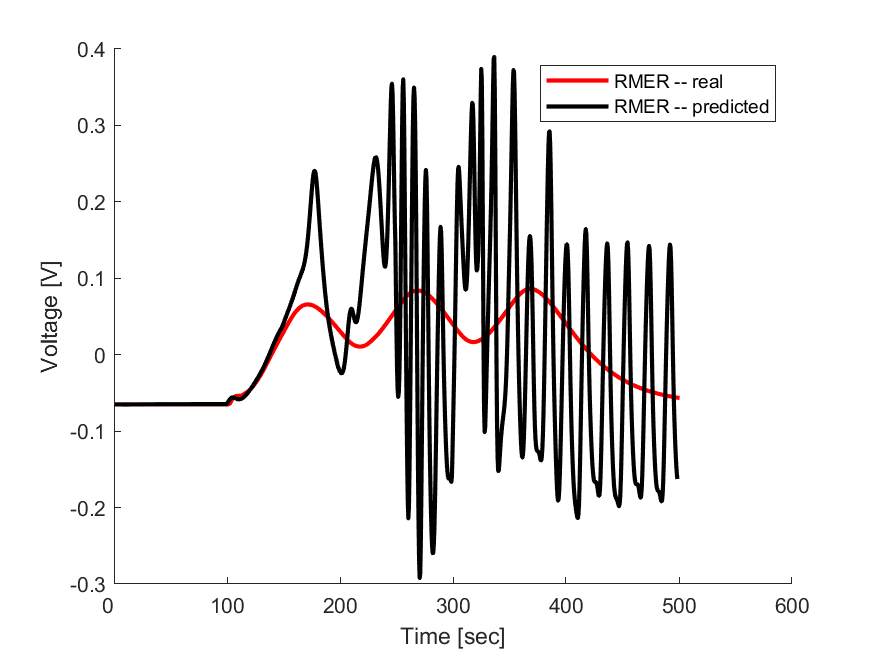 0.4
0.3
0.2
0.1
0
-0.1
-0.2
-0.3
Voltage [V]
RMER -- real
RMER -- predicted
0 100 200 300 400 500 600
Time [sec]